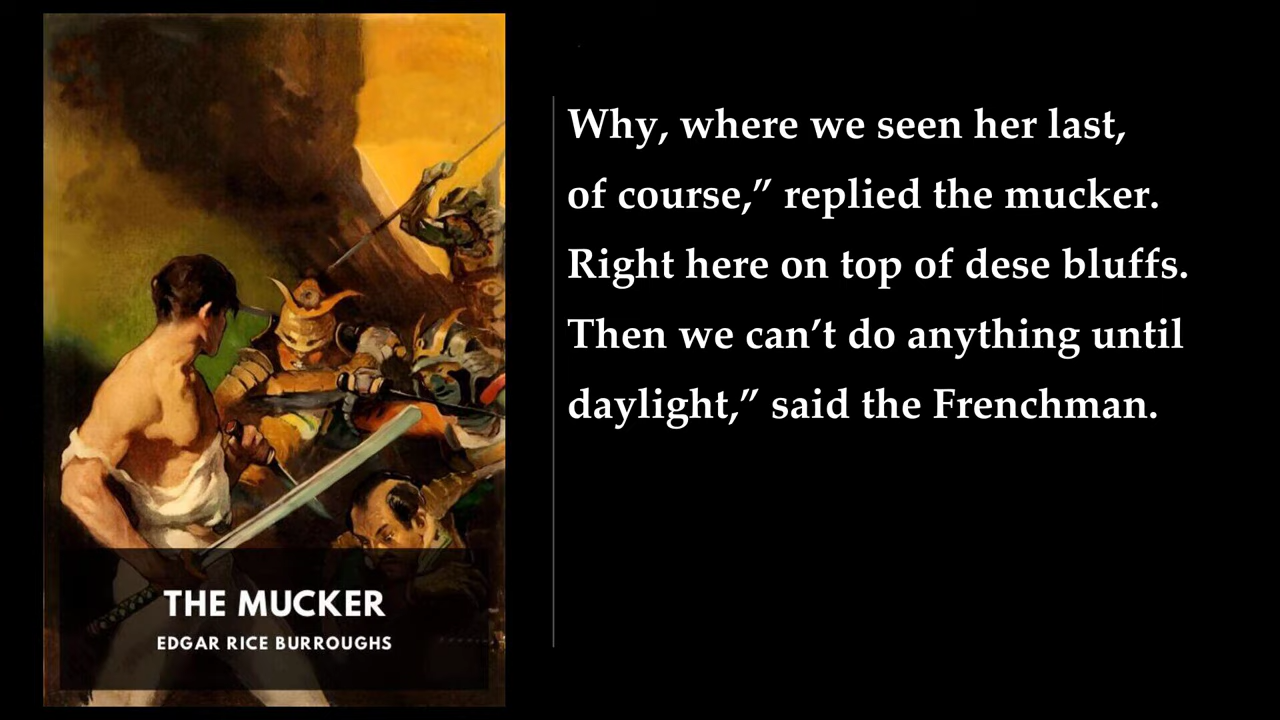 THE MUCKER
EDGAR RICE BURROUGHS
Why, where we seen her last,
of course,” replied the mucker.
Right here on top of dese bluffs.
Then we can’t do anything until
daylight,” said the Frenchman.